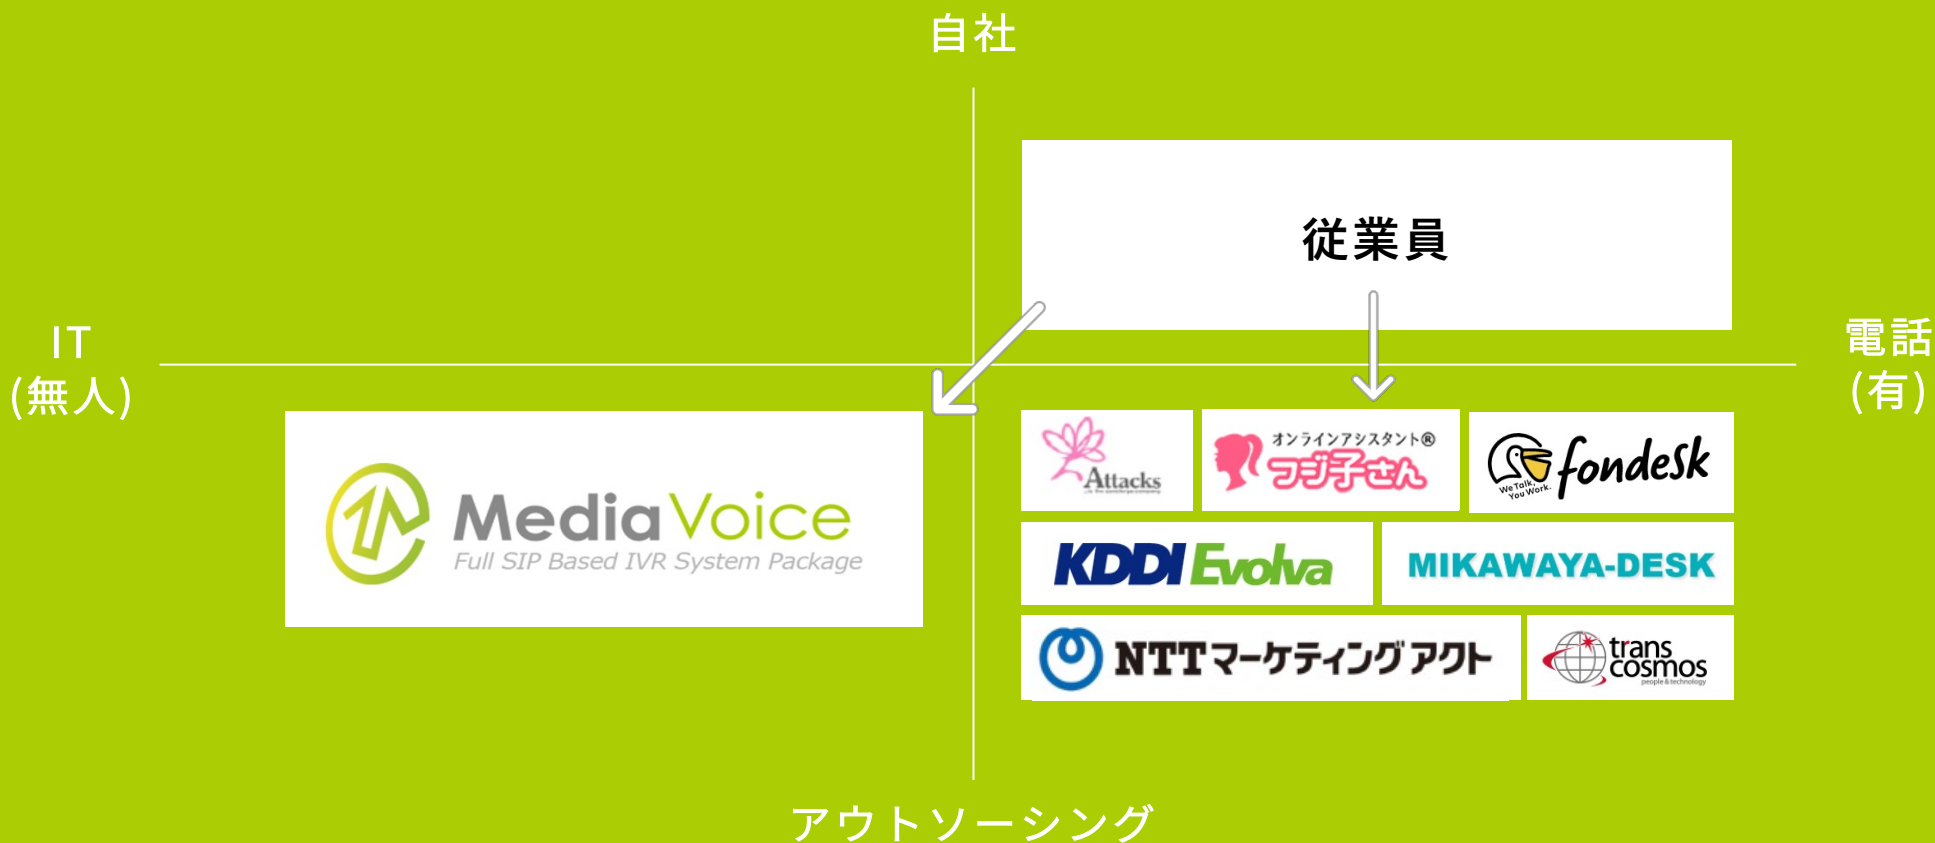 自社
従業員
IT
(無人)
電話
(有)
MediaVoice
Full SIP Based IVR System Package
Attacks
オンラインアシスタント®
フジ子さん
We Talk,
You Work.
fondesk
KDDI Evolva
MIKAWAYA-DESK
NTTマーケティングアクト
trans
cosmos
people & technology
アウトソーシング